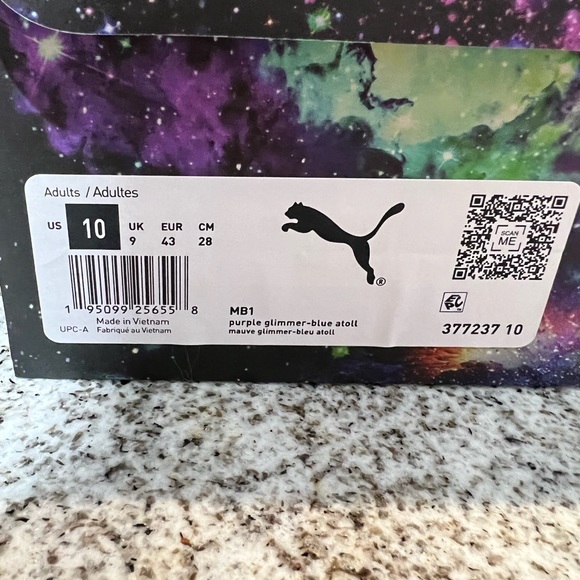 Adults / Adultes
US 10 UK 9 EUR 43 CM 28
1 95099 25655 8
UPC-A
Made in Vietnam
Fabriqué au Vietnam
®
MB1
purple glimmer-blue atoll
mauve glimmer-bleu atoll
SCAN
ME
377237 10